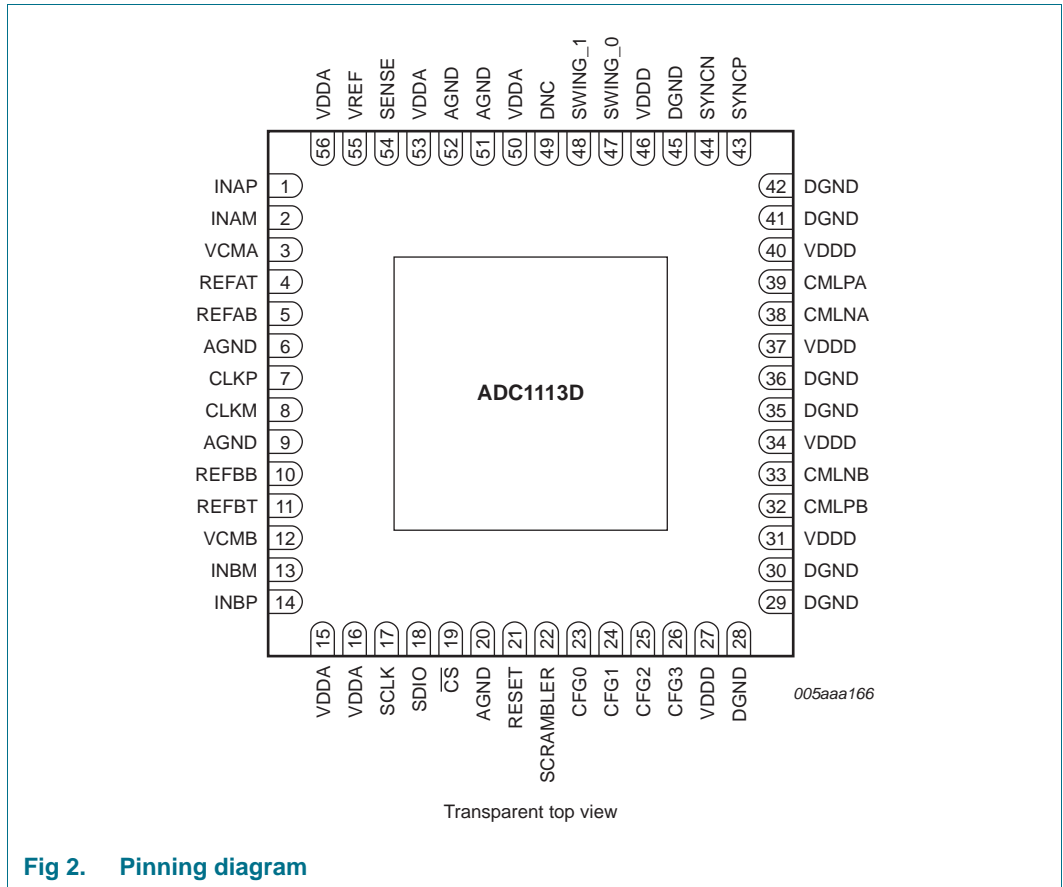 VDDA VREF SENSE VDDA AGND AGND VDDA DNC SWING_1 SWING_0 VDDD DGND SYNCN SYNCP
56 55 54 53 52 51 50 49 48 47 46 45 44 43
INAP 1 42 DGND
INAM 2 41 DGND
VCMA 3 40 VDDD
REFAT 4 39 CMLPA
REFAB 5 38 CMLNA
AGND 6 37 VDDD
CLKP 7 36 DGND
ADC1113D
CLKM 8 35 DGND
AGND 9 34 VDDD
REFBB 10 33 CMLNB
REFBT 11 32 CMLPB
VCMB 12 31 VDDD
INBM 13 30 DGND
INBP 14 29 DGND
15 16 17 18 19 20 21 22 23 24 25 26 27 28
VDDA VDDA SCLK SDIO C̅S̅ AGND RESET SCRAMBLER CFG0 CFG1 CFG2 CFG3 VDDD DGND
005aaa166
Transparent top view
Fig 2. Pinning diagram